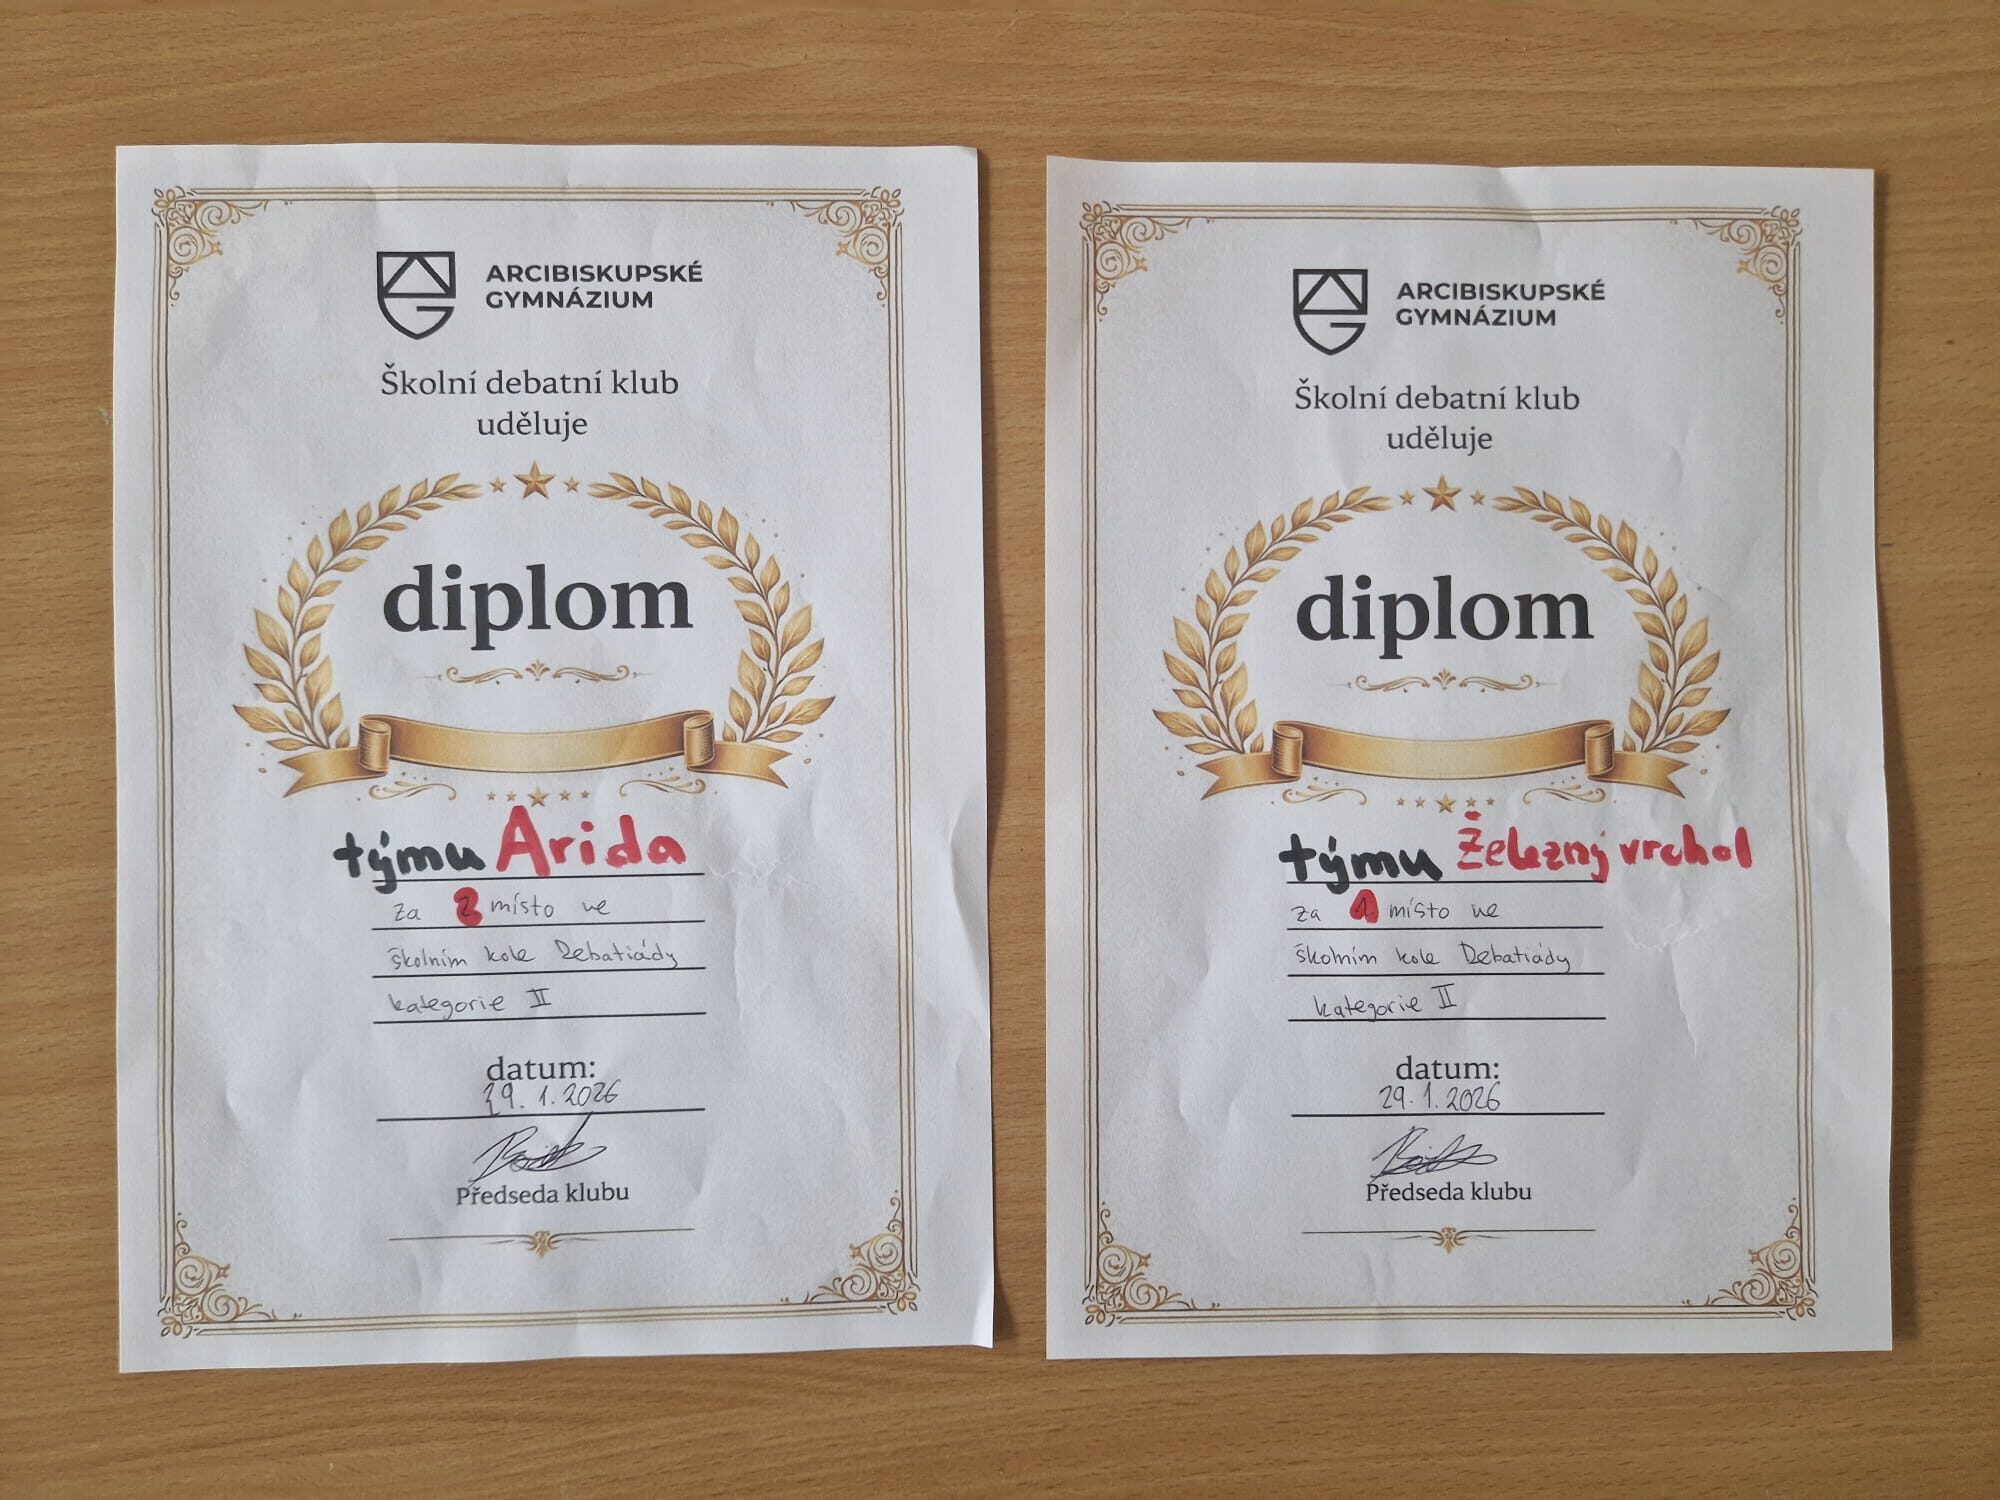 ARCIBISKUPSKÉ
GYMNÁZIUM
Školní debatní klub
uděluje
diplom
týmu Arida
za 2 místo ve
školním kole Debatiády
kategorie II
datum:
29.1.2026
Předseda klubu
ARCIBISKUPSKÉ
GYMNÁZIUM
Školní debatní klub
uděluje
diplom
týmu Železný vrchol
za 1. místo ve
školním kole Debatiády
kategorie II
datum:
29.1.2026
Předseda klubu